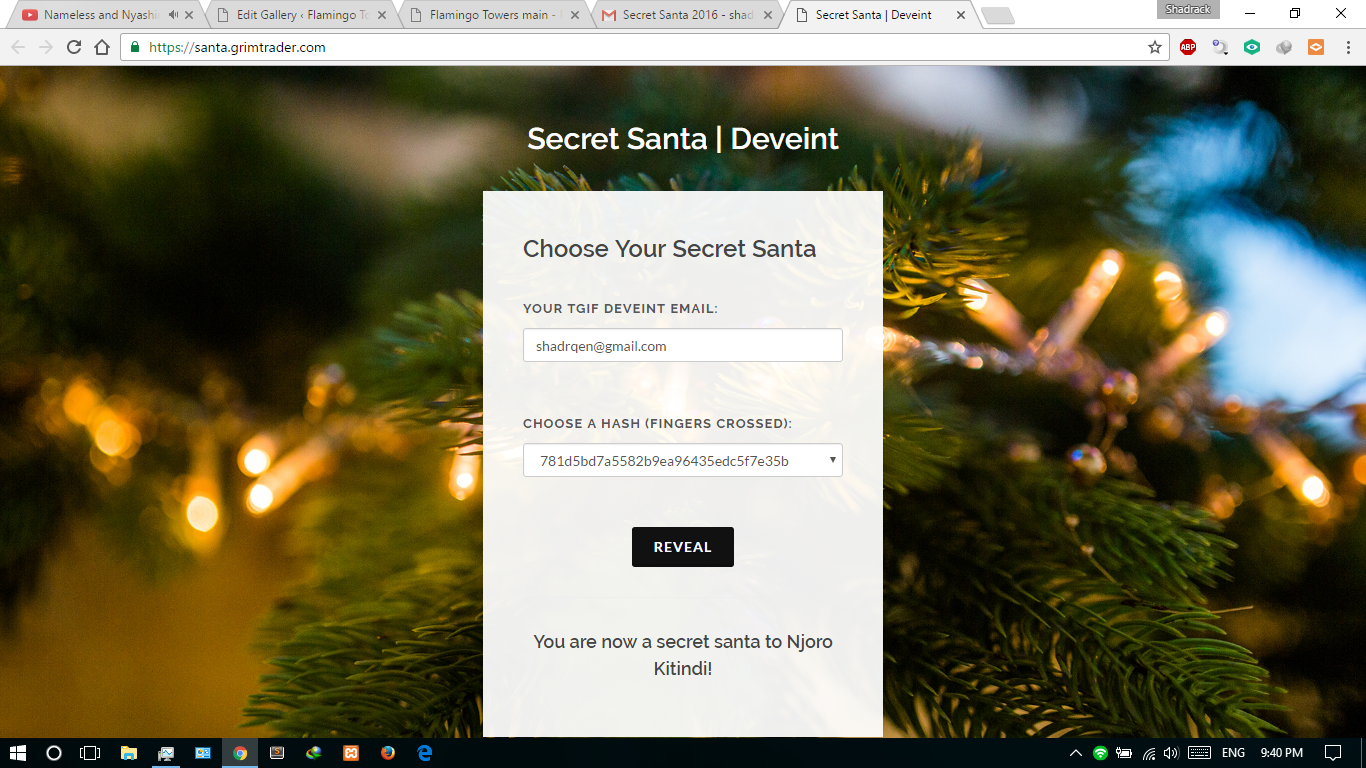 Nameless and Nyashin
Edit Gallery ‹ Flamingo To
Flamingo Towers main -
Secret Santa 2016 - shad
Secret Santa | Deveint
Shadrack
https://santa.grimtrader.com
ABP
Secret Santa | Deveint
Choose Your Secret Santa
YOUR TGIF DEVEINT EMAIL:
shadrqen@gmail.com
CHOOSE A HASH (FINGERS CROSSED):
781d5bd7a5582b9ea96435edc5f7e35b
REVEAL
You are now a secret santa to Njoro
Kitindi!
ENG
9:40 PM